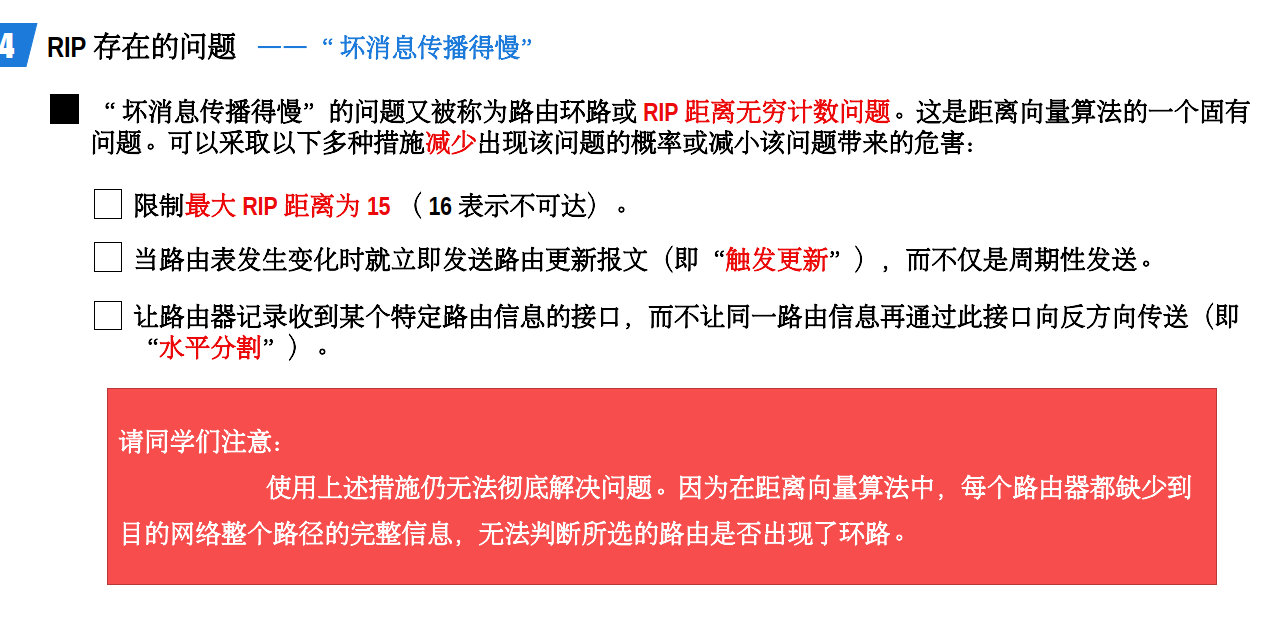 4 RIP 存在的问题 ——“坏消息传播得慢”
“坏消息传播得慢”的问题又被称为路由环路或 RIP 距离无穷计数问题。这是距离向量算法的一个固有
问题。可以采取以下多种措施减少出现该问题的概率或减小该问题带来的危害：
限制最大 RIP 距离为 15 （ 16 表示不可达）。
当路由表发生变化时就立即发送路由更新报文（即“触发更新”），而不仅是周期性发送。
让路由器记录收到某个特定路由信息的接口，而不让同一路由信息再通过此接口向反方向传送（即
“水平分割”）。
请同学们注意：
使用上述措施仍无法彻底解决问题。因为在距离向量算法中，每个路由器都缺少到
目的网络整个路径的完整信息，无法判断所选的路由是否出现了环路。